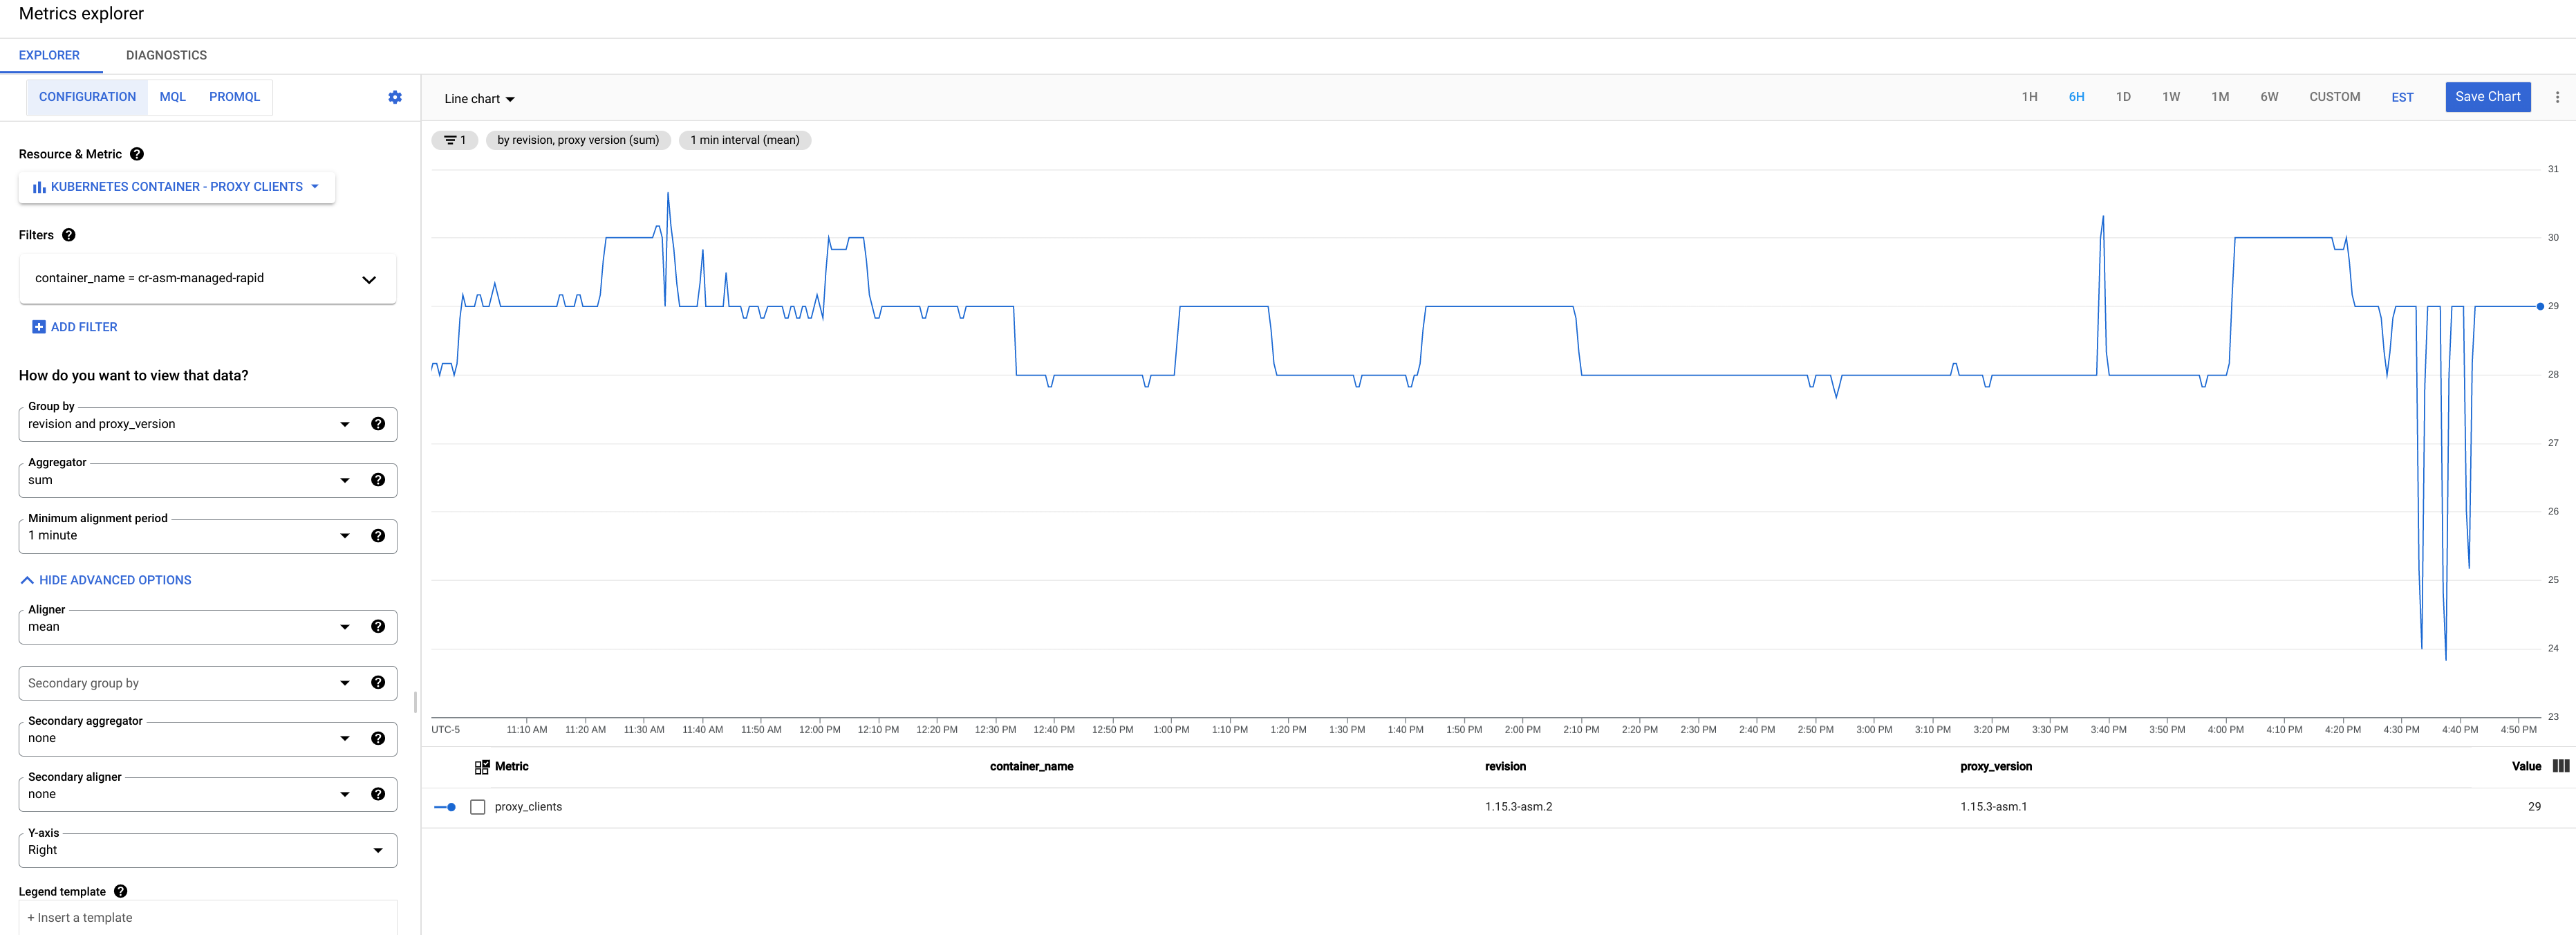 Metrics explorer
EXPLORER DIAGNOSTICS
CONFIGURATION MQL PROMQL
Resource & Metric
KUBERNETES CONTAINER - PROXY CLIENTS
Filters
container_name = cr-asm-managed-rapid
ADD FILTER
How do you want to view that data?
Group by
revision and proxy_version
Aggregator
sum
Minimum alignment period
1 minute
HIDE ADVANCED OPTIONS
Aligner
mean
Secondary group by
Secondary aggregator
none
Secondary aligner
none
Y-axis
Right
Legend template
+ Insert a template
Line chart 1H 6H 1D 1W 1M 6W CUSTOM EST Save Chart
1 by revision, proxy version (sum) 1 min interval (mean)
31
30
29
28
27
26
25
24
23
UTC-5 11:10 AM 11:20 AM 11:30 AM 11:40 AM 11:50 AM 12:00 PM 12:10 PM 12:20 PM 12:30 PM 12:40 PM 12:50 PM 1:00 PM 1:10 PM 1:20 PM 1:30 PM 1:40 PM 1:50 PM 2:00 PM 2:10 PM 2:20 PM 2:30 PM 2:40 PM 2:50 PM 3:00 PM 3:10 PM 3:20 PM 3:30 PM 3:40 PM 3:50 PM 4:00 PM 4:10 PM 4:20 PM 4:30 PM 4:40 PM 4:50 PM
Metric container_name revision proxy_version Value
proxy_clients 1.15.3-asm.2 1.15.3-asm.1 29